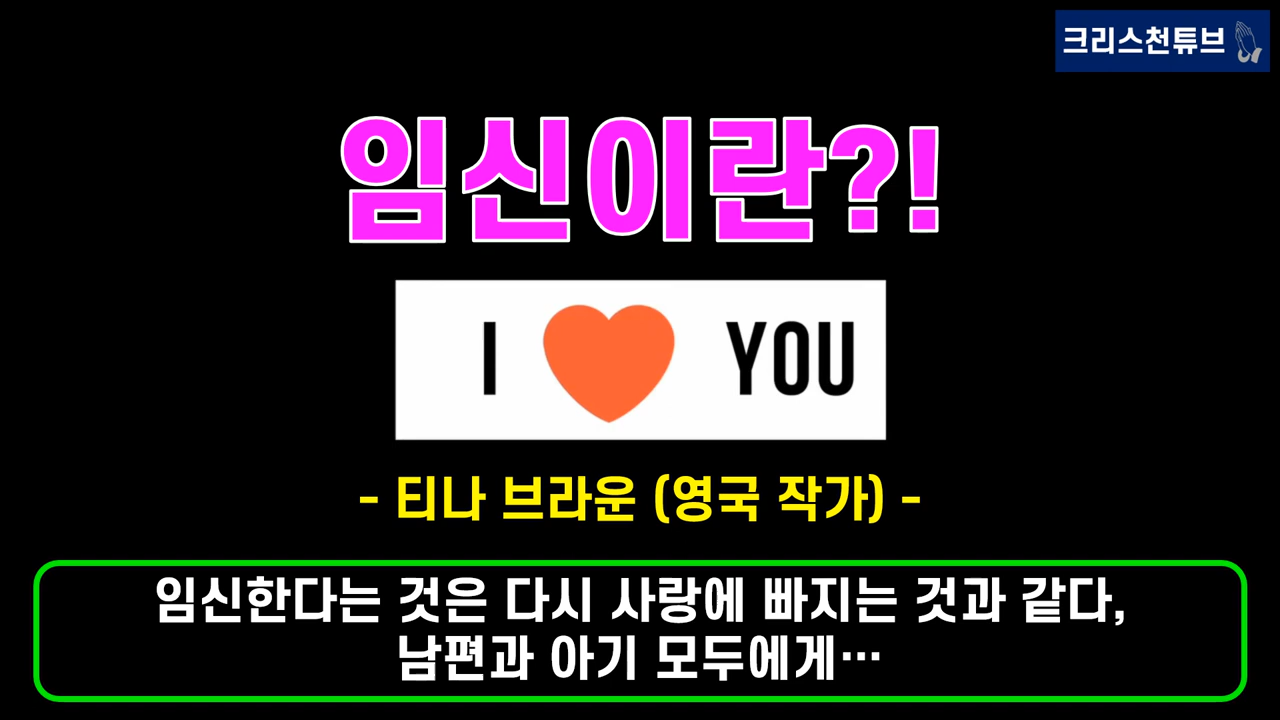 크리스천튜브
임신이란?!
I YOU
- 티나 브라운 (영국 작가) -
임신한다는 것은 다시 사랑에 빠지는 것과 같다,
남편과 아기 모두에게…